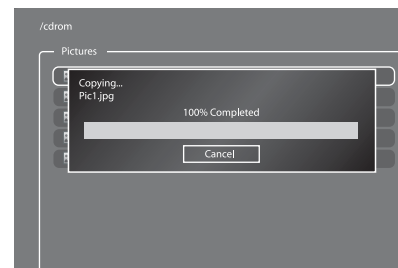 /cdrom
Pictures
Copying...
Pic1.jpg
100% Completed
Cancel